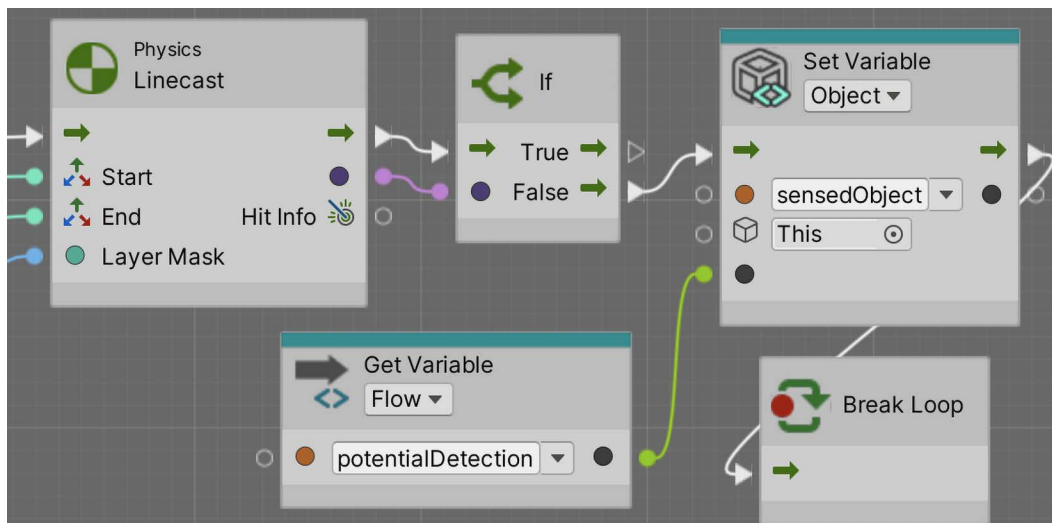 Physics
Linecast
Start
End
Hit Info
Layer Mask
If
True
False
Set Variable
Object
sensedObject
This
Get Variable
Flow
potentialDetection
Break Loop